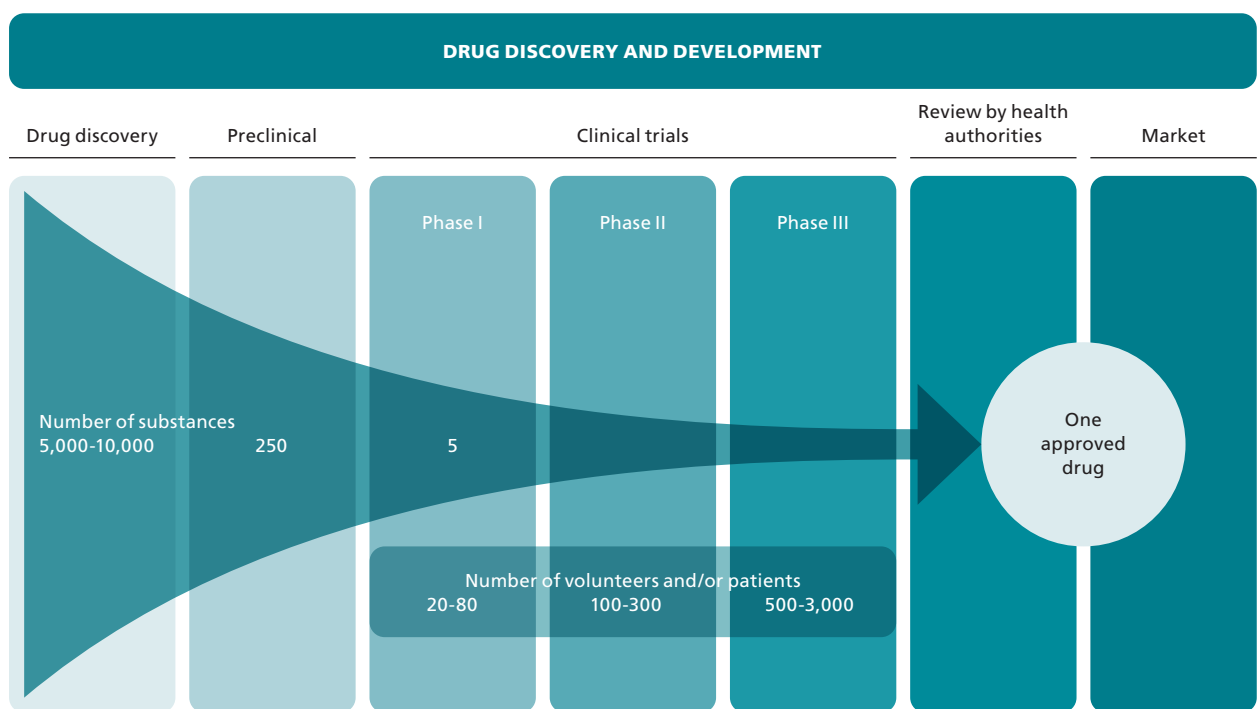 DRUG DISCOVERY AND DEVELOPMENT
Drug discovery
Preclinical
Clinical trials
Review by health
authorities
Market
Phase I
Phase II
Phase III
Number of substances
5,000-10,000
250
5
One
approved
drug
Number of volunteers and/or patients
20-80
100-300
500-3,000